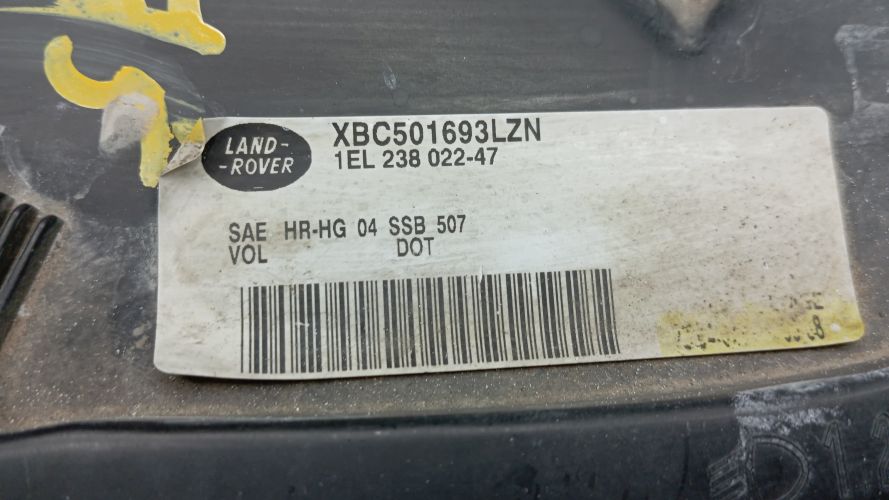 LAND-
-ROVER
XBC501693LZN
1EL 238 022-47
SAE HR-HG 04 SSB 507
VOL DOT